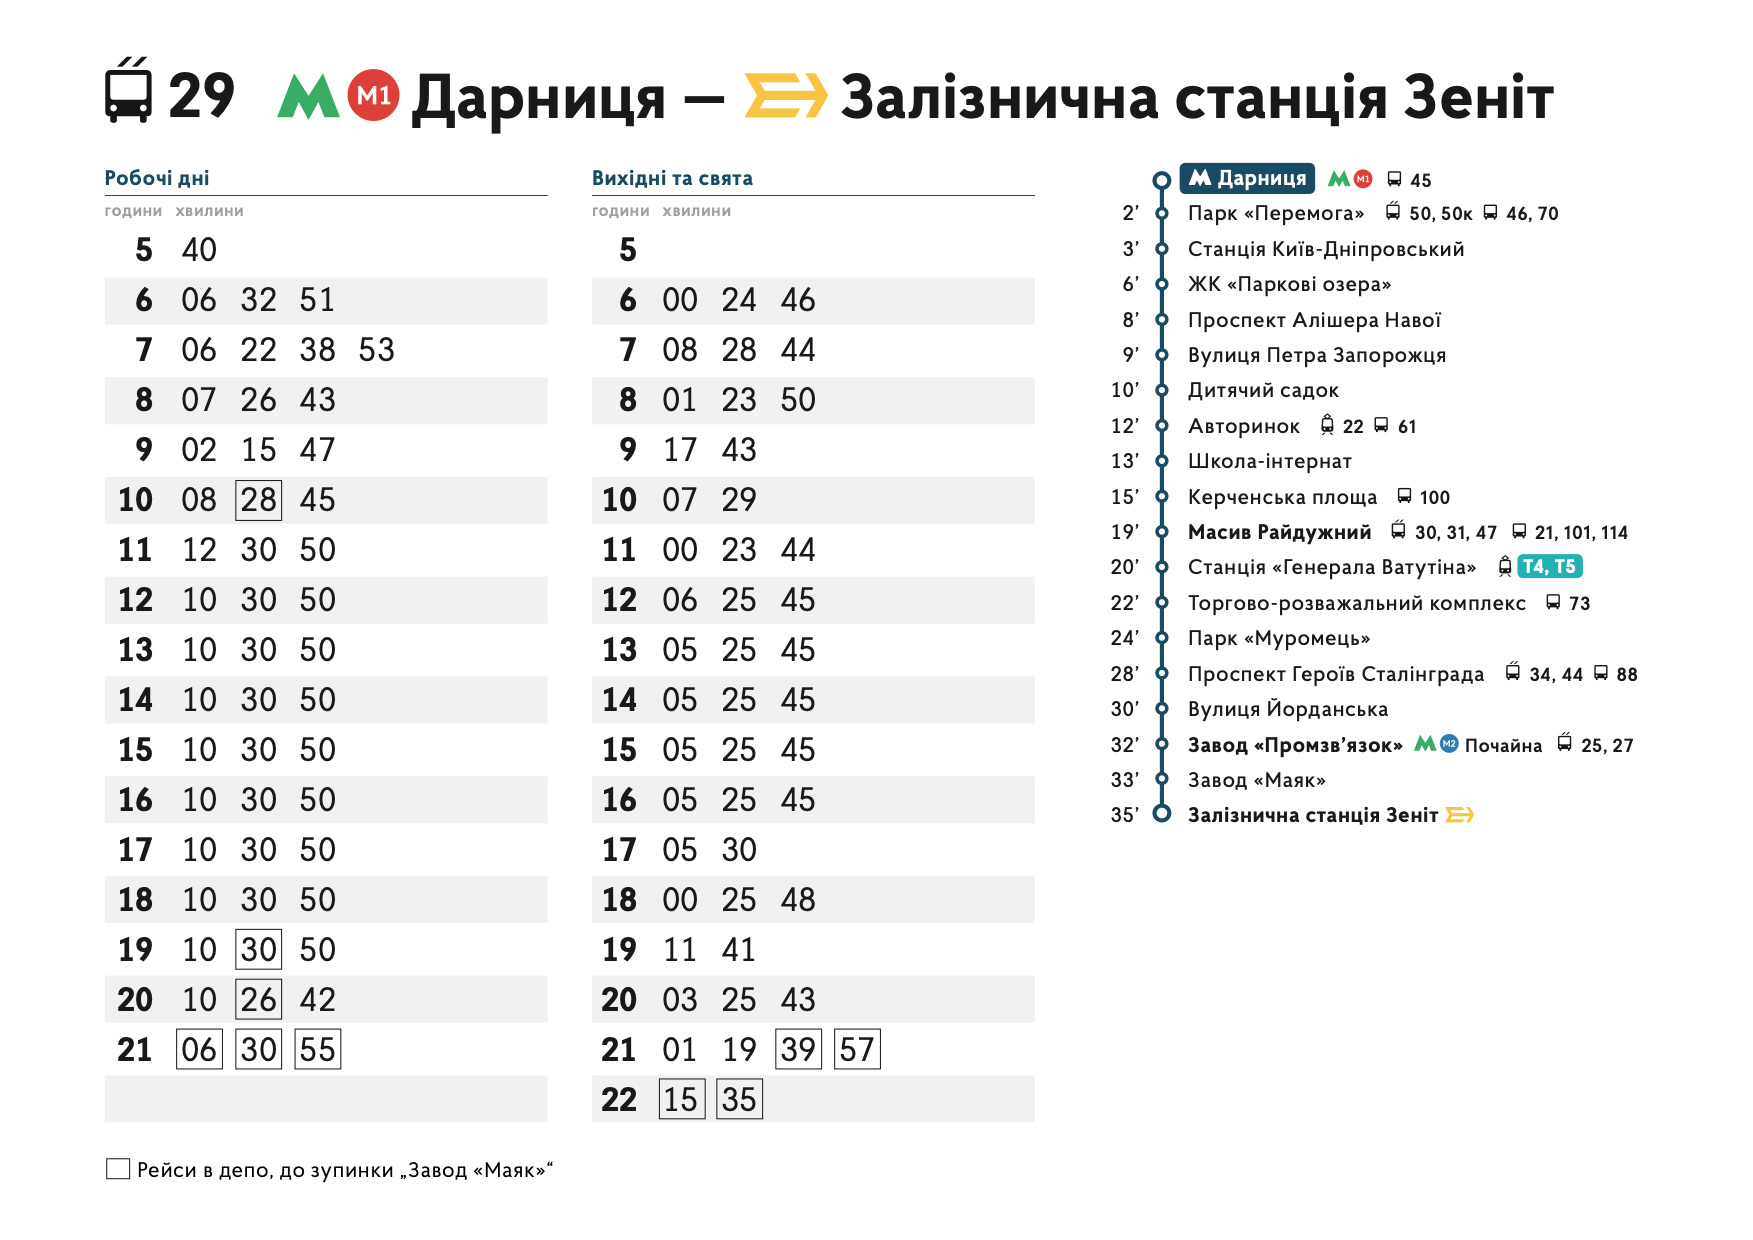 29 M1 Дарниця — Залізнична станція Зеніт
Робочі дні
години хвилини
5 40
6 06 32 51
7 06 22 38 53
8 07 26 43
9 02 15 47
10 08 28 45
11 12 30 50
12 10 30 50
13 10 30 50
14 10 30 50
15 10 30 50
16 10 30 50
17 10 30 50
18 10 30 50
19 10 30 50
20 10 26 42
21 06 30 55
Вихідні та свята
години хвилини
5
6 00 24 46
7 08 28 44
8 01 23 50
9 17 43
10 07 29
11 00 23 44
12 06 25 45
13 05 25 45
14 05 25 45
15 05 25 45
16 05 25 45
17 05 30
18 00 25 48
19 11 41
20 03 25 43
21 01 19 39 57
22 15 35
Дарниця M1 45
2’ Парк «Перемога» 50, 50к 46, 70
3’ Станція Київ-Дніпровський
6’ ЖК «Паркові озера»
8’ Проспект Алішера Навої
9’ Вулиця Петра Запорожця
10’ Дитячий садок
12’ Авторинок 22 61
13’ Школа-інтернат
15’ Керченська площа 100
19’ Масив Райдужний 30, 31, 47 21, 101, 114
20’ Станція «Генерала Ватутіна» Т4, Т5
22’ Торгово-розважальний комплекс 73
24’ Парк «Муромець»
28’ Проспект Героїв Сталінграда 34, 44 88
30’ Вулиця Йорданська
32’ Завод «Промзв’язок» M2 Почайна 25, 27
33’ Завод «Маяк»
35’ Залізнична станція Зеніт
Рейси в депо, до зупинки „Завод «Маяк»“